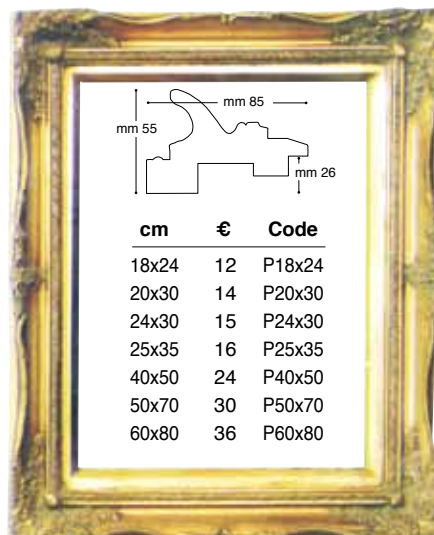 mm 85
mm 55
mm 26
cm € Code
18x24 12 P18x24
20x30 14 P20x30
24x30 15 P24x30
25x35 16 P25x35
40x50 24 P40x50
50x70 30 P50x70
60x80 36 P60x80